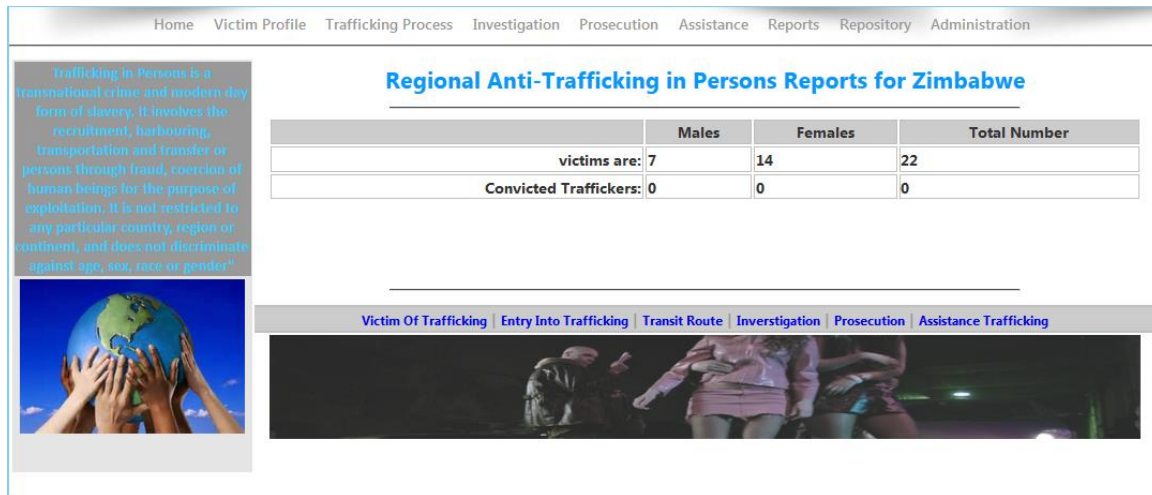 Home Victim Profile Trafficking Process Investigation Prosecution Assistance Reports Repository Administration
Trafficking in Persons is a
transnational crime and modern day
form of slavery. It involves the
recruitment, harbouring,
transportation and transfer or
persons through fraud, coercion of
human beings for the purpose of
exploitation. It is not restricted to
any particular country, region or
continent, and does not discriminate
against age, sex, race or gender"
Regional Anti-Trafficking in Persons Reports for Zimbabwe
Males Females Total Number
victims are: 7 14 22
Convicted Traffickers: 0 0 0
Victim Of Trafficking | Entry Into Trafficking | Transit Route | Inverstigation | Prosecution | Assistance Trafficking